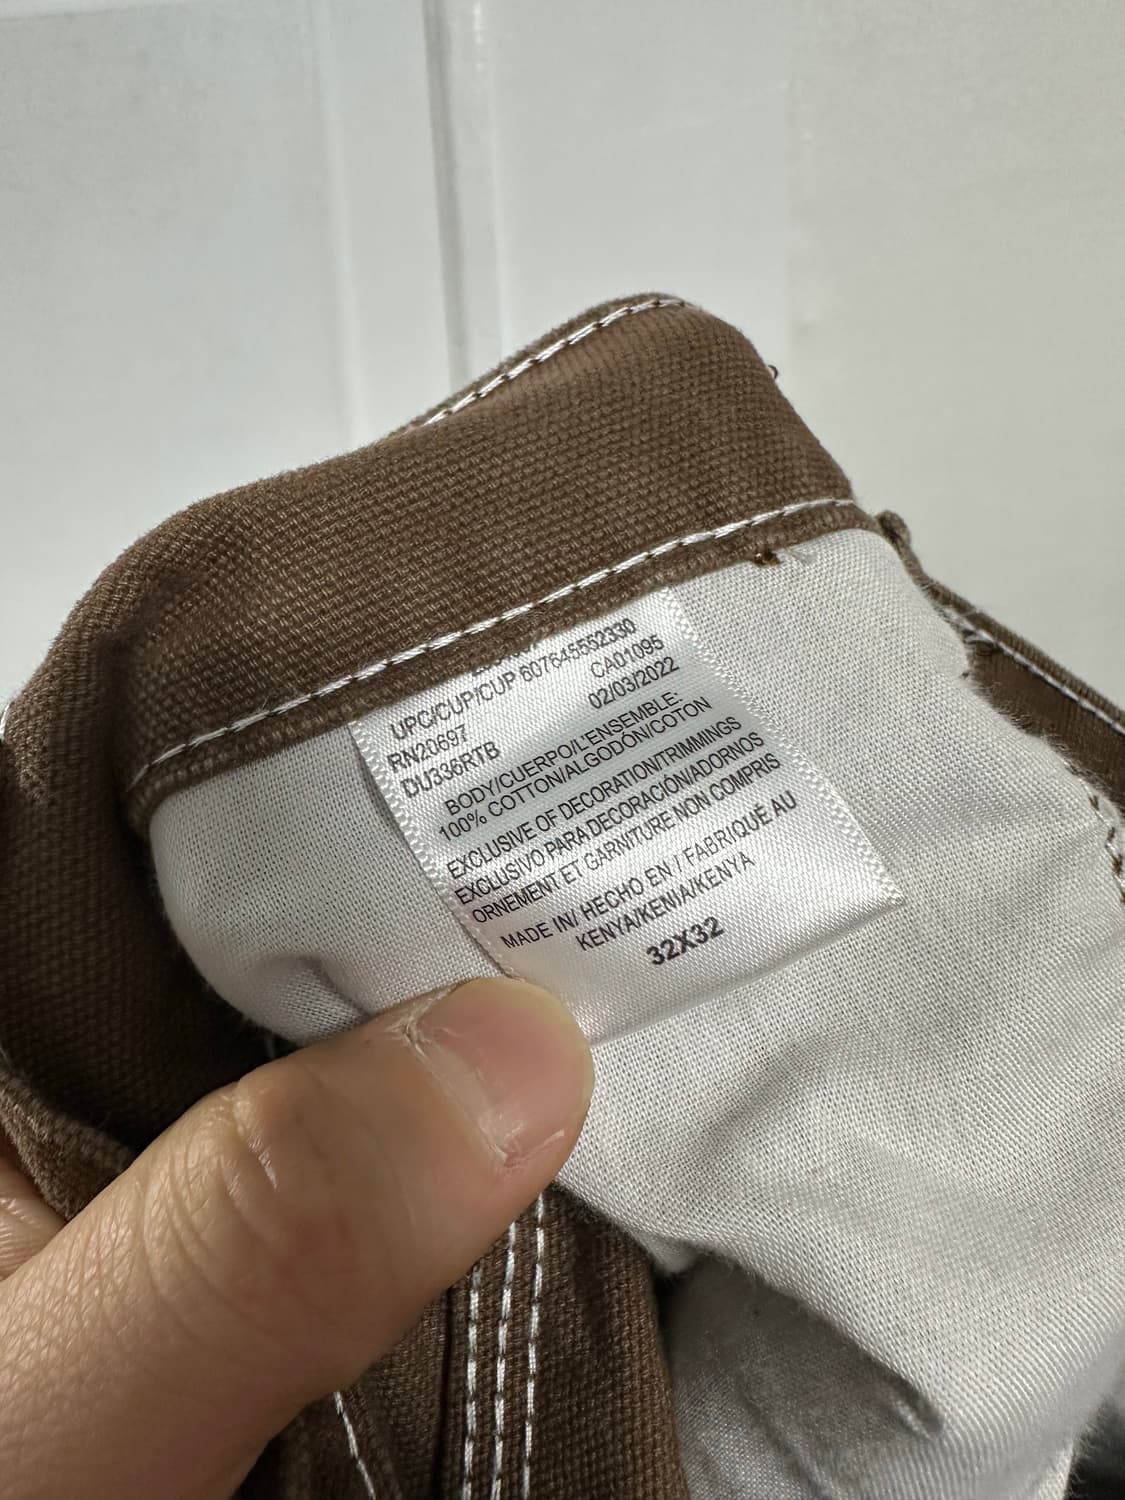 UPC/CUP/CUP 607645552330
RN20697 CA01095
DU336RTB 02/03/2022
BODY/CUERPO/L'ENSEMBLE:
100% COTTON/ALGODÓN/COTON
EXCLUSIVE OF DECORATION/TRIMMINGS
EXCLUSIVO PARA DECORACIÓN/ADORNOS
ORNEMENT ET GARNITURE NON COMPRIS
MADE IN/ HECHO EN / FABRIQUÉ AU
KENYA/KENIA/KENYA
32X32